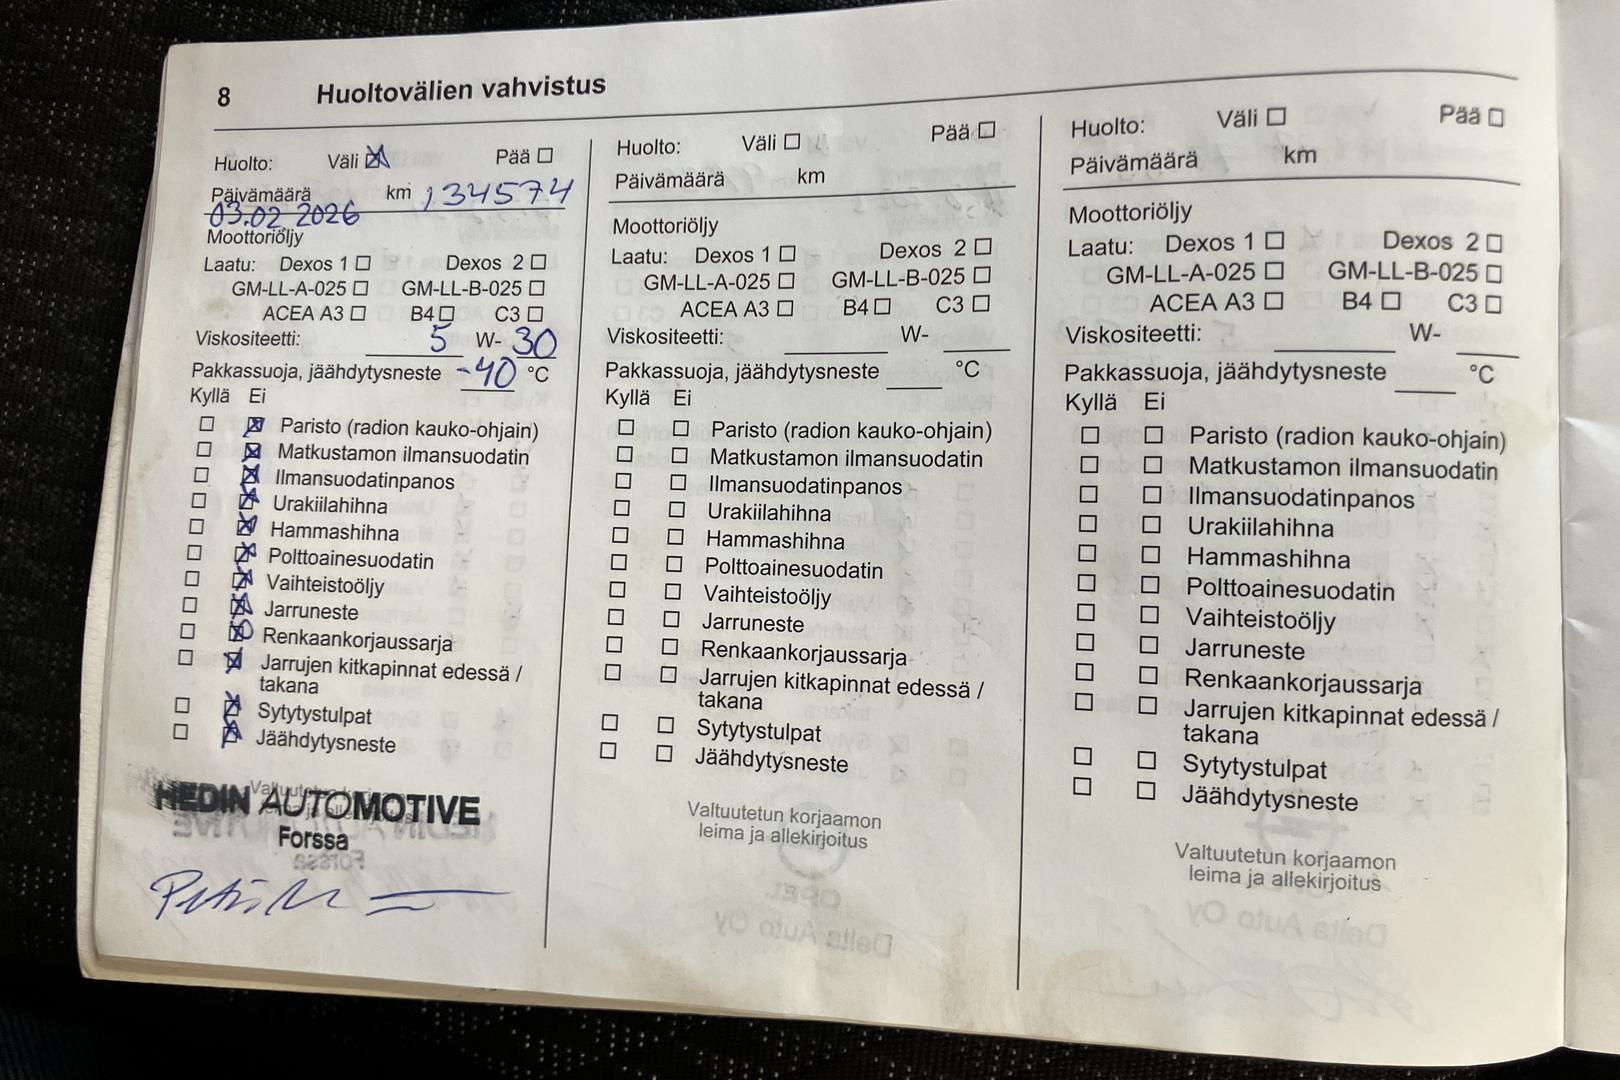 8 Huoltovälien vahvistus
Huolto: Väli ☒ Pää ☐
Päivämäärä km 134574
03.02 2026
Moottoriöljy
Laatu: Dexos 1 ☐ Dexos 2 ☐
GM-LL-A-025 ☐ GM-LL-B-025 ☐
ACEA A3 ☐ B4 ☐ C3 ☐
Viskositeetti: 5 W- 30
Pakkassuoja, jäähdytysneste -40 °C
Kyllä Ei
☐ ☒ Paristo (radion kauko-ohjain)
☐ ☒ Matkustamon ilmansuodatin
☐ ☒ Ilmansuodatinpanos
☐ ☒ Urakiilahihna
☐ ☒ Hammashihna
☐ ☒ Polttoainesuodatin
☐ ☒ Vaihteistoöljy
☐ ☒ Jarruneste
☐ ☒ Renkaankorjaussarja
☐ ☒ Jarrujen kitkapinnat edessä /
takana
☐ ☒ Sytytystulpat
☐ ☒ Jäähdytysneste
HEDIN AUTOMOTIVE
Forssa
Huolto: Väli ☐ Pää ☐
Päivämäärä km
Moottoriöljy
Laatu: Dexos 1 ☐ Dexos 2 ☐
GM-LL-A-025 ☐ GM-LL-B-025 ☐
ACEA A3 ☐ B4 ☐ C3 ☐
Viskositeetti: W-
Pakkassuoja, jäähdytysneste °C
Kyllä Ei
☐ ☐ Paristo (radion kauko-ohjain)
☐ ☐ Matkustamon ilmansuodatin
☐ ☐ Ilmansuodatinpanos
☐ ☐ Urakiilahihna
☐ ☐ Hammashihna
☐ ☐ Polttoainesuodatin
☐ ☐ Vaihteistoöljy
☐ ☐ Jarruneste
☐ ☐ Renkaankorjaussarja
☐ ☐ Jarrujen kitkapinnat edessä /
takana
☐ ☐ Sytytystulpat
☐ ☐ Jäähdytysneste
Valtuutetun korjaamon
leima ja allekirjoitus
Huolto: Väli ☐ Pää ☐
Päivämäärä km
Moottoriöljy
Laatu: Dexos 1 ☐ Dexos 2 ☐
GM-LL-A-025 ☐ GM-LL-B-025 ☐
ACEA A3 ☐ B4 ☐ C3 ☐
Viskositeetti: W-
Pakkassuoja, jäähdytysneste °C
Kyllä Ei
☐ ☐ Paristo (radion kauko-ohjain)
☐ ☐ Matkustamon ilmansuodatin
☐ ☐ Ilmansuodatinpanos
☐ ☐ Urakiilahihna
☐ ☐ Hammashihna
☐ ☐ Polttoainesuodatin
☐ ☐ Vaihteistoöljy
☐ ☐ Jarruneste
☐ ☐ Renkaankorjaussarja
☐ ☐ Jarrujen kitkapinnat edessä /
takana
☐ ☐ Sytytystulpat
☐ ☐ Jäähdytysneste
Valtuutetun korjaamon
leima ja allekirjoitus